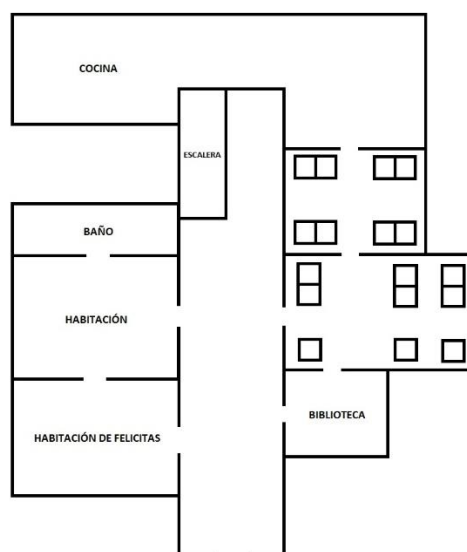 COCINA
ESCALERA
BAÑO
HABITACIÓN
BIBLIOTECA
HABITACIÓN DE FELICITAS